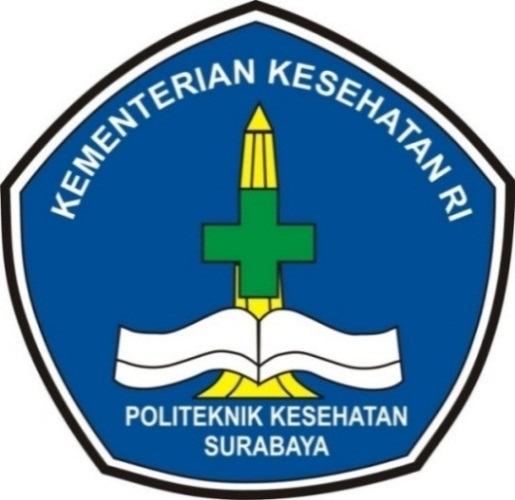 KEMENTERIAN KESEHATAN RI
POLITEKNIK KESEHATAN
SURABAYA